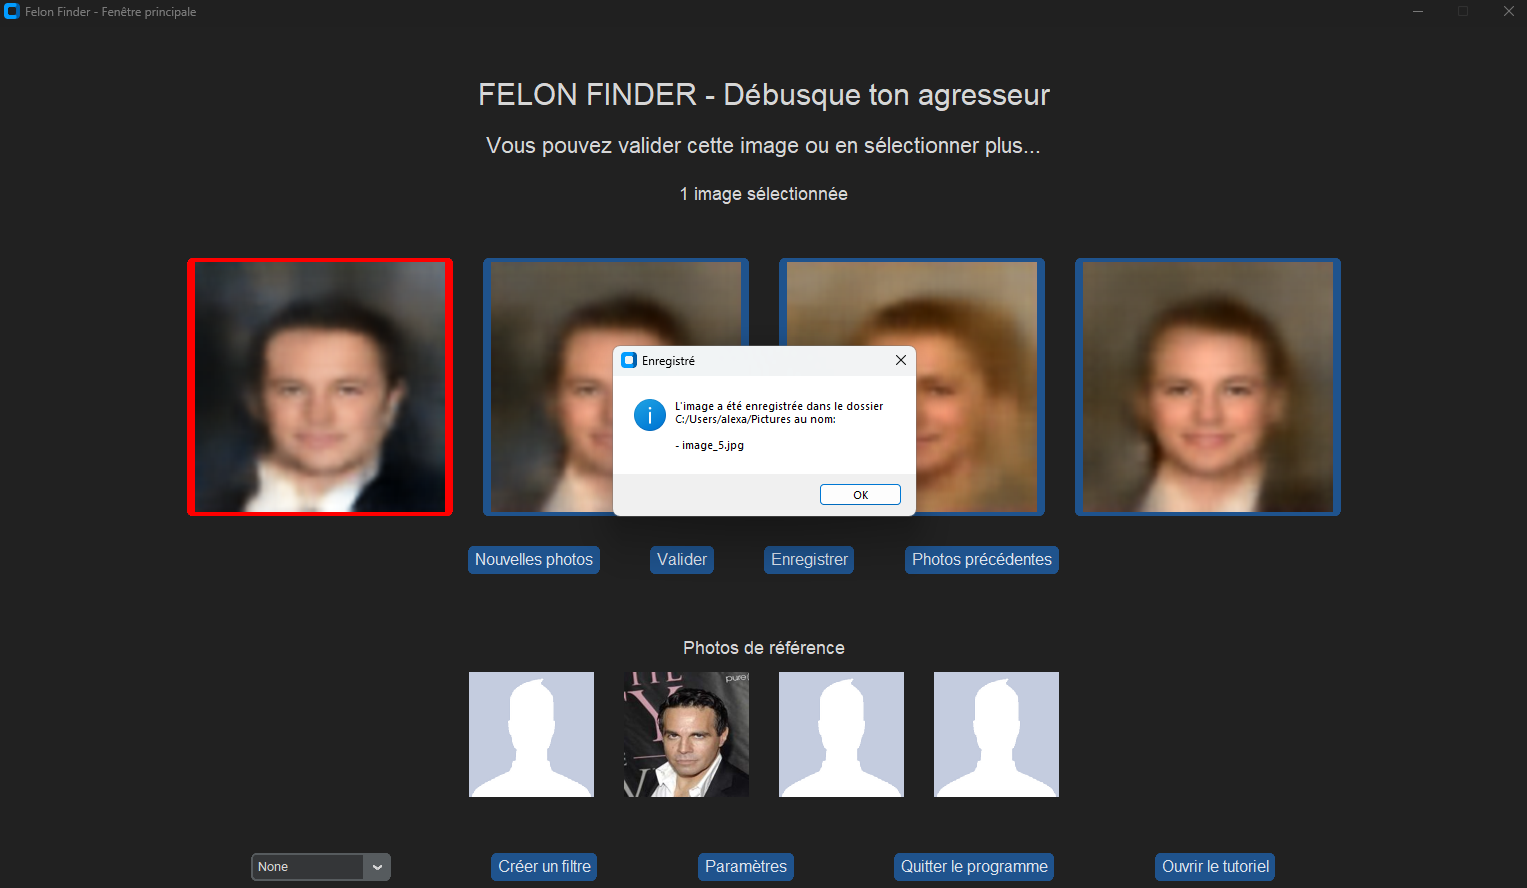 Felon Finder - Fenêtre principale
FELON FINDER - Débusque ton agresseur
Vous pouvez valider cette image ou en sélectionner plus...
1 image sélectionnée
Enregistré
L'image a été enregistrée dans le dossier
C:/Users/alexa/Pictures au nom:
- image_5.jpg
OK
Nouvelles photos
Valider
Enregistrer
Photos précédentes
Photos de référence
pure
None
Créer un filtre
Paramètres
Quitter le programme
Ouvrir le tutoriel